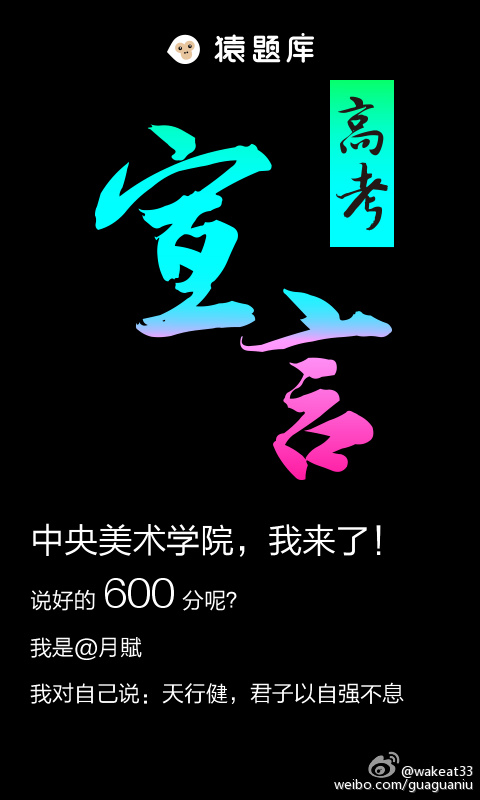 猿题库
高考
宣言
中央美术学院，我来了！
说好的 600 分呢？
我是@月赋
我对自己说：天行健，君子以自强不息
@wakeat33
weibo.com/guaguaniu